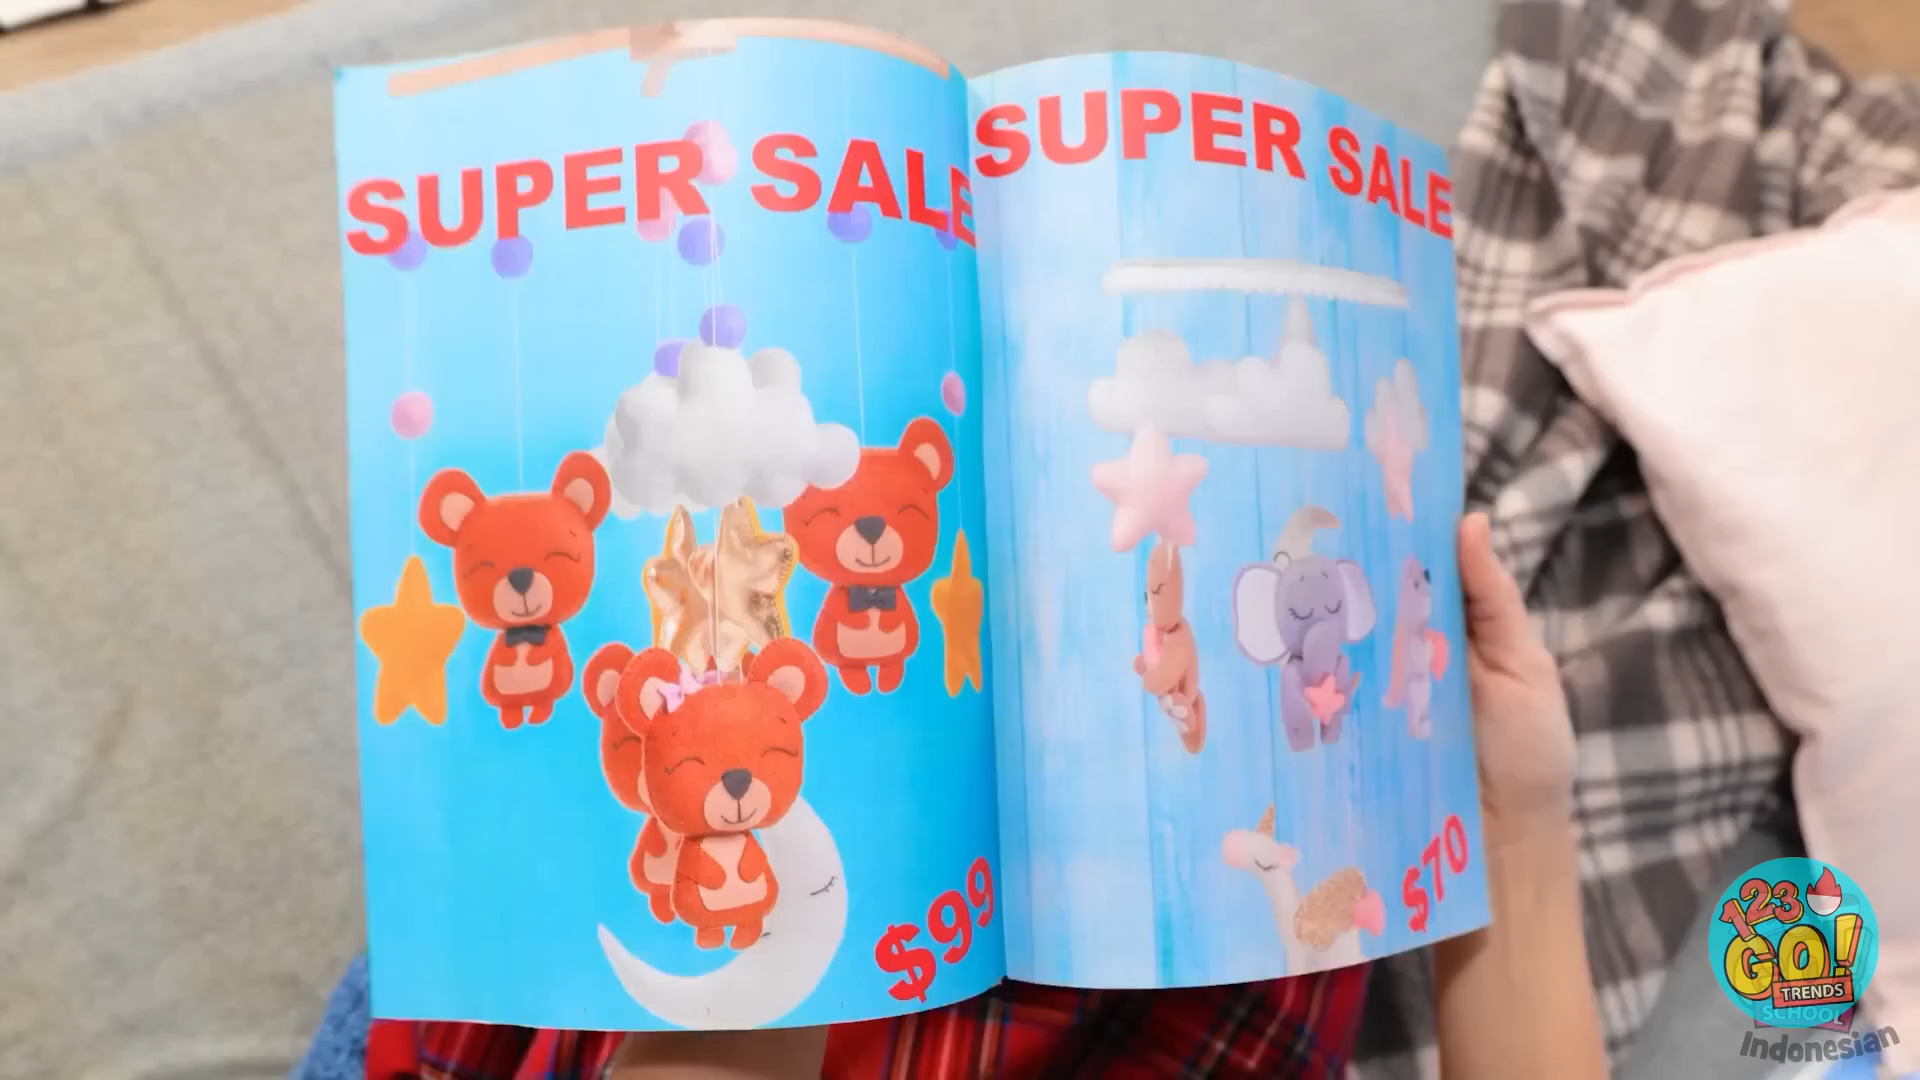 SUPER SALE
$99
SUPER SALE
$70
123
GO!
TRENDS
SCHOOL
Indonesian